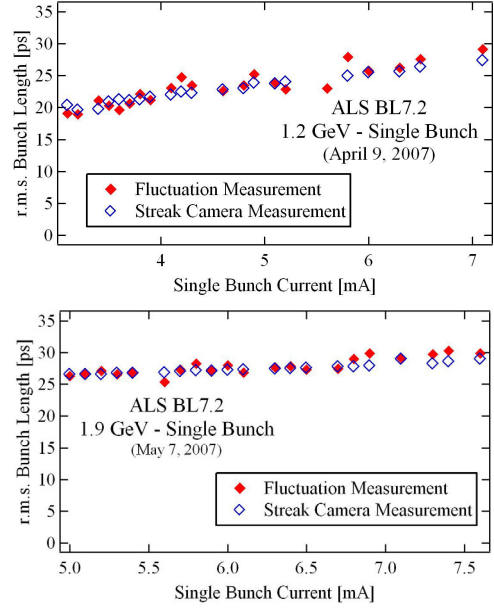 35
30
25
20
15
10
5
0
r.m.s. Bunch Length [ps]
ALS BL7.2
1.2 GeV - Single Bunch
(April 9, 2007)
Fluctuation Measurement
Streak Camera Measurement
4 5 6 7
Single Bunch Current [mA]
35
30
25
20
15
10
5
0
r.m.s. Bunch Length [ps]
ALS BL7.2
1.9 GeV - Single Bunch
(May 7, 2007)
Fluctuation Measurement
Streak Camera Measurement
5.0 5.5 6.0 6.5 7.0 7.5
Single Bunch Current [mA]